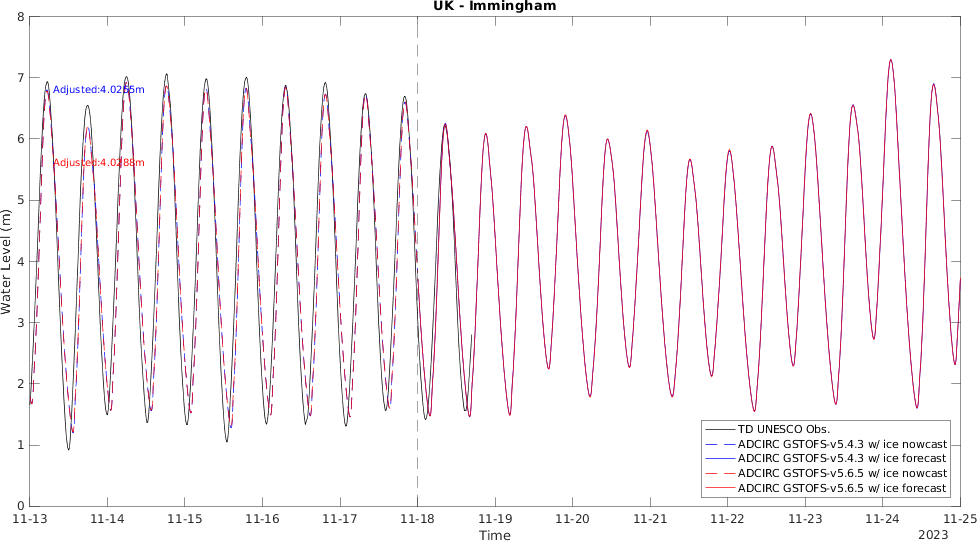 UK - Immingham
8
7
6
5
4
3
2
1
0
Water Level (m)
Adjusted:4.0255m
Adjusted:4.0288m
TD UNESCO Obs.
ADCIRC GSTOFS-v5.4.3 w/ ice nowcast
ADCIRC GSTOFS-v5.4.3 w/ ice forecast
ADCIRC GSTOFS-v5.6.5 w/ ice nowcast
ADCIRC GSTOFS-v5.6.5 w/ ice forecast
11-13 11-14 11-15 11-16 11-17 11-18 11-19 11-20 11-21 11-22 11-23 11-24 11-25
Time
2023